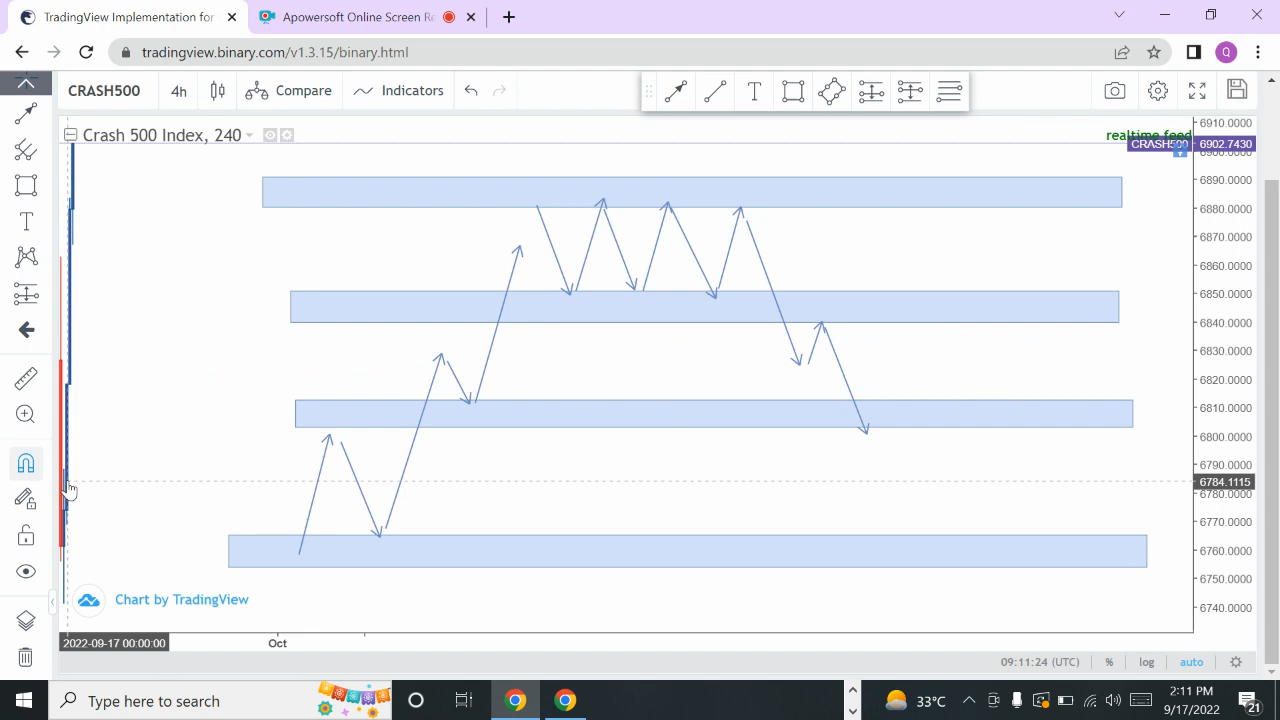 TradingView Implementation for
Apowersoft Online Screen Re
tradingview.binary.com/v1.3.15/binary.html
Q
CRASH500
4h
Compare
Indicators
Crash 500 Index, 240
realtime feed
6910.0000
CRASH500
6902.7430
6900.0000
6890.0000
6880.0000
6870.0000
6860.0000
6850.0000
6840.0000
6830.0000
6820.0000
6810.0000
6800.0000
6790.0000
6784.1115
6780.0000
6770.0000
6760.0000
6750.0000
6740.0000
Chart by TradingView
2022-09-17 00:00:00
Oct
09:11:24 (UTC)
%
log
auto
Type here to search
33°C
2:11 PM
9/17/2022
21